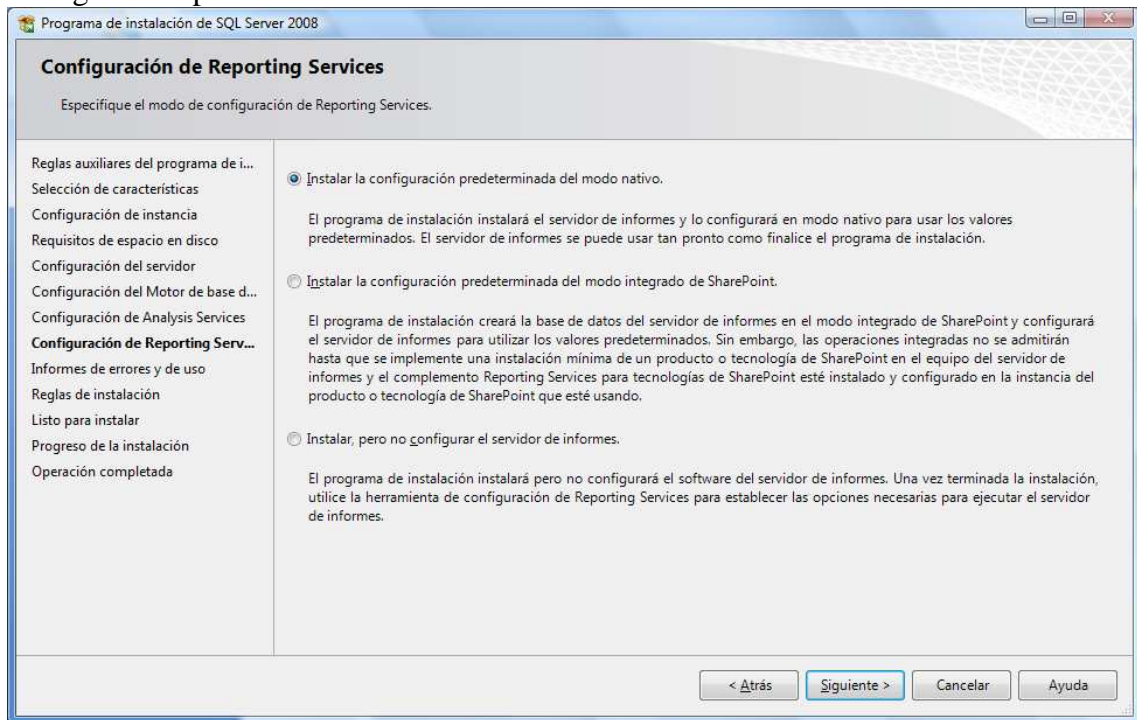 Programa de instalación de SQL Server 2008
Configuración de Reporting Services
Especifique el modo de configuración de Reporting Services.
Reglas auxiliares del programa de i...
Selección de características
Configuración de instancia
Requisitos de espacio en disco
Configuración del servidor
Configuración del Motor de base d...
Configuración de Analysis Services
Configuración de Reporting Serv...
Informes de errores y de uso
Reglas de instalación
Listo para instalar
Progreso de la instalación
Operación completada
Instalar la configuración predeterminada del modo nativo.
El programa de instalación instalará el servidor de informes y lo configurará en modo nativo para usar los valores
predeterminados. El servidor de informes se puede usar tan pronto como finalice el programa de instalación.
Instalar la configuración predeterminada del modo integrado de SharePoint.
El programa de instalación creará la base de datos del servidor de informes en el modo integrado de SharePoint y configurará
el servidor de informes para utilizar los valores predeterminados. Sin embargo, las operaciones integradas no se admitirán
hasta que se implemente una instalación mínima de un producto o tecnología de SharePoint en el equipo del servidor de
informes y el complemento Reporting Services para tecnologías de SharePoint esté instalado y configurado en la instancia del
producto o tecnología de SharePoint que esté usando.
Instalar, pero no configurar el servidor de informes.
El programa de instalación instalará pero no configurará el software del servidor de informes. Una vez terminada la instalación,
utilice la herramienta de configuración de Reporting Services para establecer las opciones necesarias para ejecutar el servidor
de informes.
< Atrás
Siguiente >
Cancelar
Ayuda